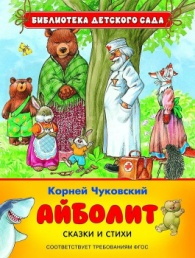 БИБЛИОТЕКА ДЕТСКОГО САДА
Корней Чуковский
АЙБОЛИТ
СКАЗКИ И СТИХИ
СООТВЕТСТВУЕТ ТРЕБОВАНИЯМ ФГОС